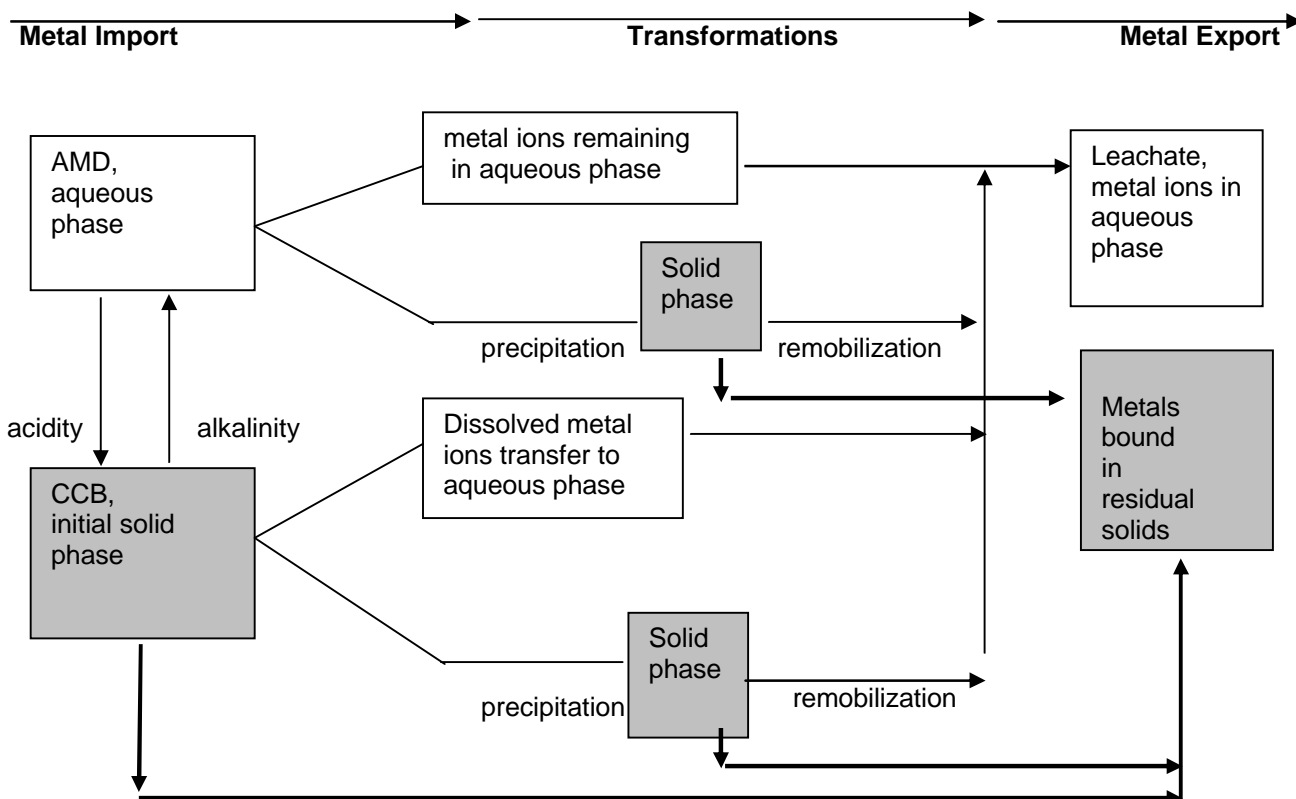 Metal Import
Transformations
Metal Export
AMD,
aqueous
phase
metal ions remaining
in aqueous phase
Leachate,
metal ions in
aqueous
phase
Solid
phase
precipitation
remobilization
acidity
alkalinity
Dissolved metal
ions transfer to
aqueous phase
Metals
bound
in
residual
solids
CCB,
initial solid
phase
Solid
phase
precipitation
remobilization